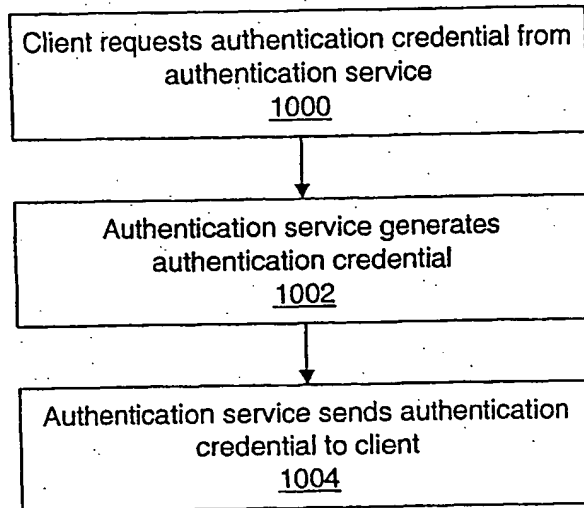 Client requests authentication credential from
authentication service
1000
Authentication service generates
authentication credential
1002
Authentication service sends authentication
credential to client
1004